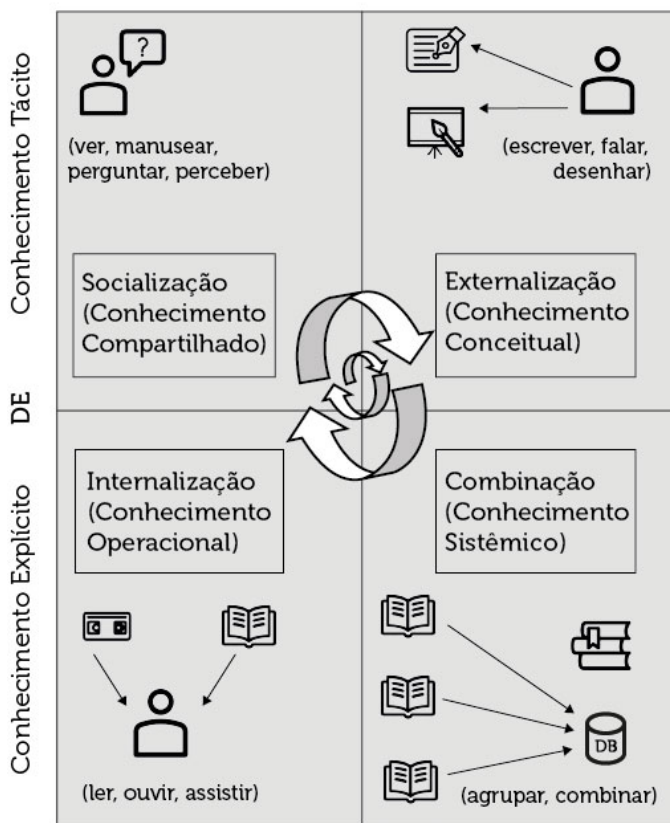 Conhecimento Tácito
DE
Conhecimento Explícito
?
(ver, manusear,
perguntar, perceber)
(escrever, falar,
desenhar)
Socialização
(Conhecimento
Compartilhado)
Externalização
(Conhecimento
Conceitual)
Internalização
(Conhecimento
Operacional)
Combinação
(Conhecimento
Sistêmico)
DB
(ler, ouvir, assistir)
(agrupar, combinar)